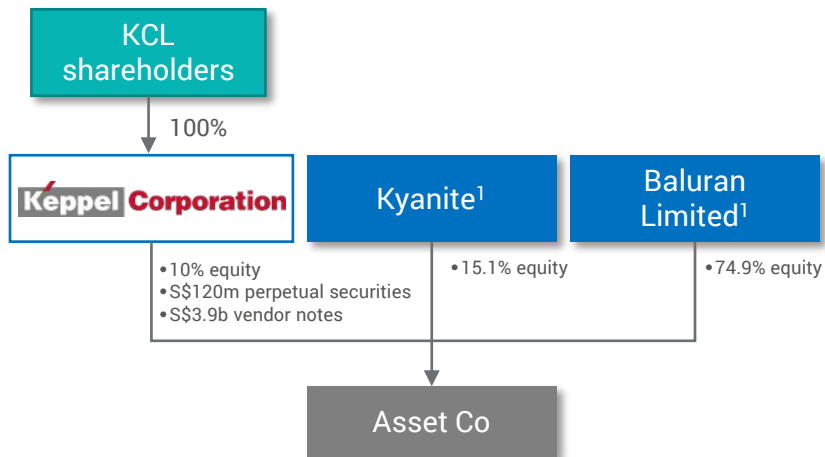 KCL
shareholders
100%
Keppel Corporation
Kyanite¹
Baluran
Limited¹
•10% equity
•S$120m perpetual securities
•S$3.9b vendor notes
•15.1% equity
•74.9% equity
Asset Co